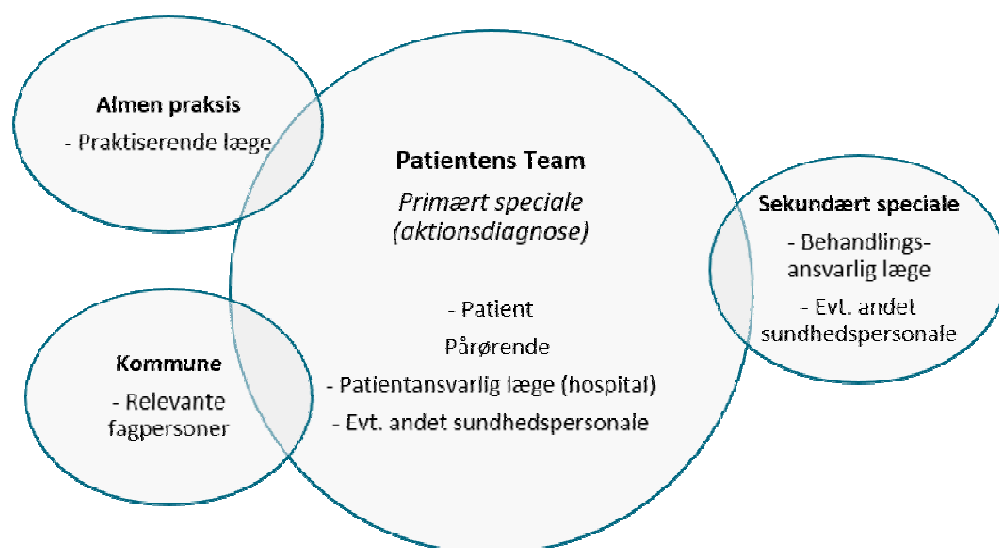 Almen praksis
- Praktiserende læge
Patientens Team
Primært speciale
(aktionsdiagnose)
- Patient
Pårørende
- Patientansvarlig læge (hospital)
- Evt. andet sundhedspersonale
Sekundært speciale
- Behandlings-
ansvarlig læge
- Evt. andet
sundhedspersonale
Kommune
- Relevante
fagpersoner